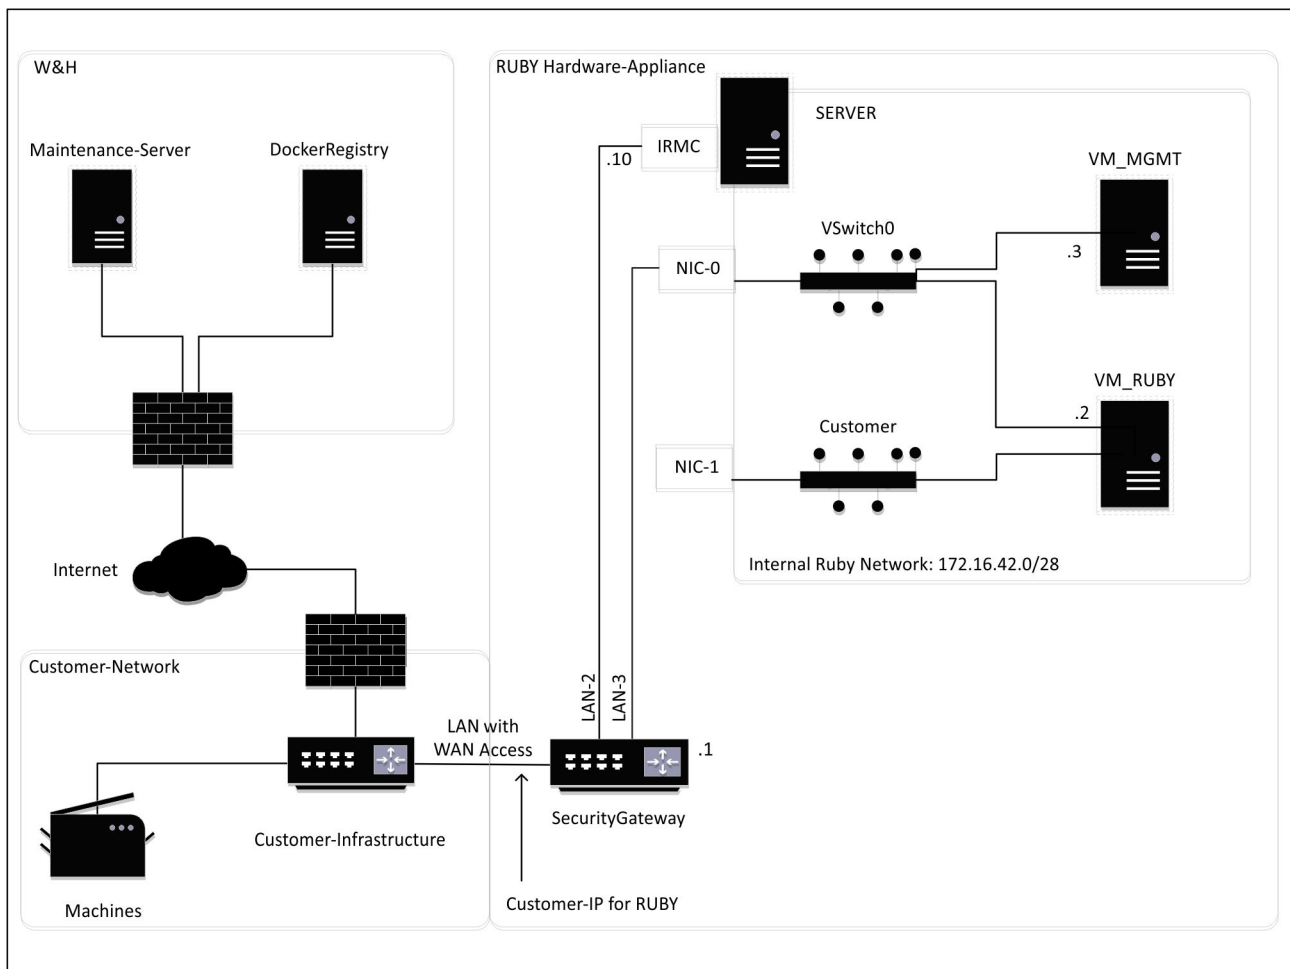 W&H
RUBY Hardware-Appliance
SERVER
Maintenance-Server
DockerRegistry
IRMC
.10
VM_MGMT
VSwitch0
.3
NIC-0
VM_RUBY
.2
Customer
NIC-1
Internal Ruby Network: 172.16.42.0/28
Internet
Customer-Network
LAN-2
LAN-3
LAN with
WAN Access
.1
SecurityGateway
Customer-Infrastructure
Customer-IP for RUBY
Machines